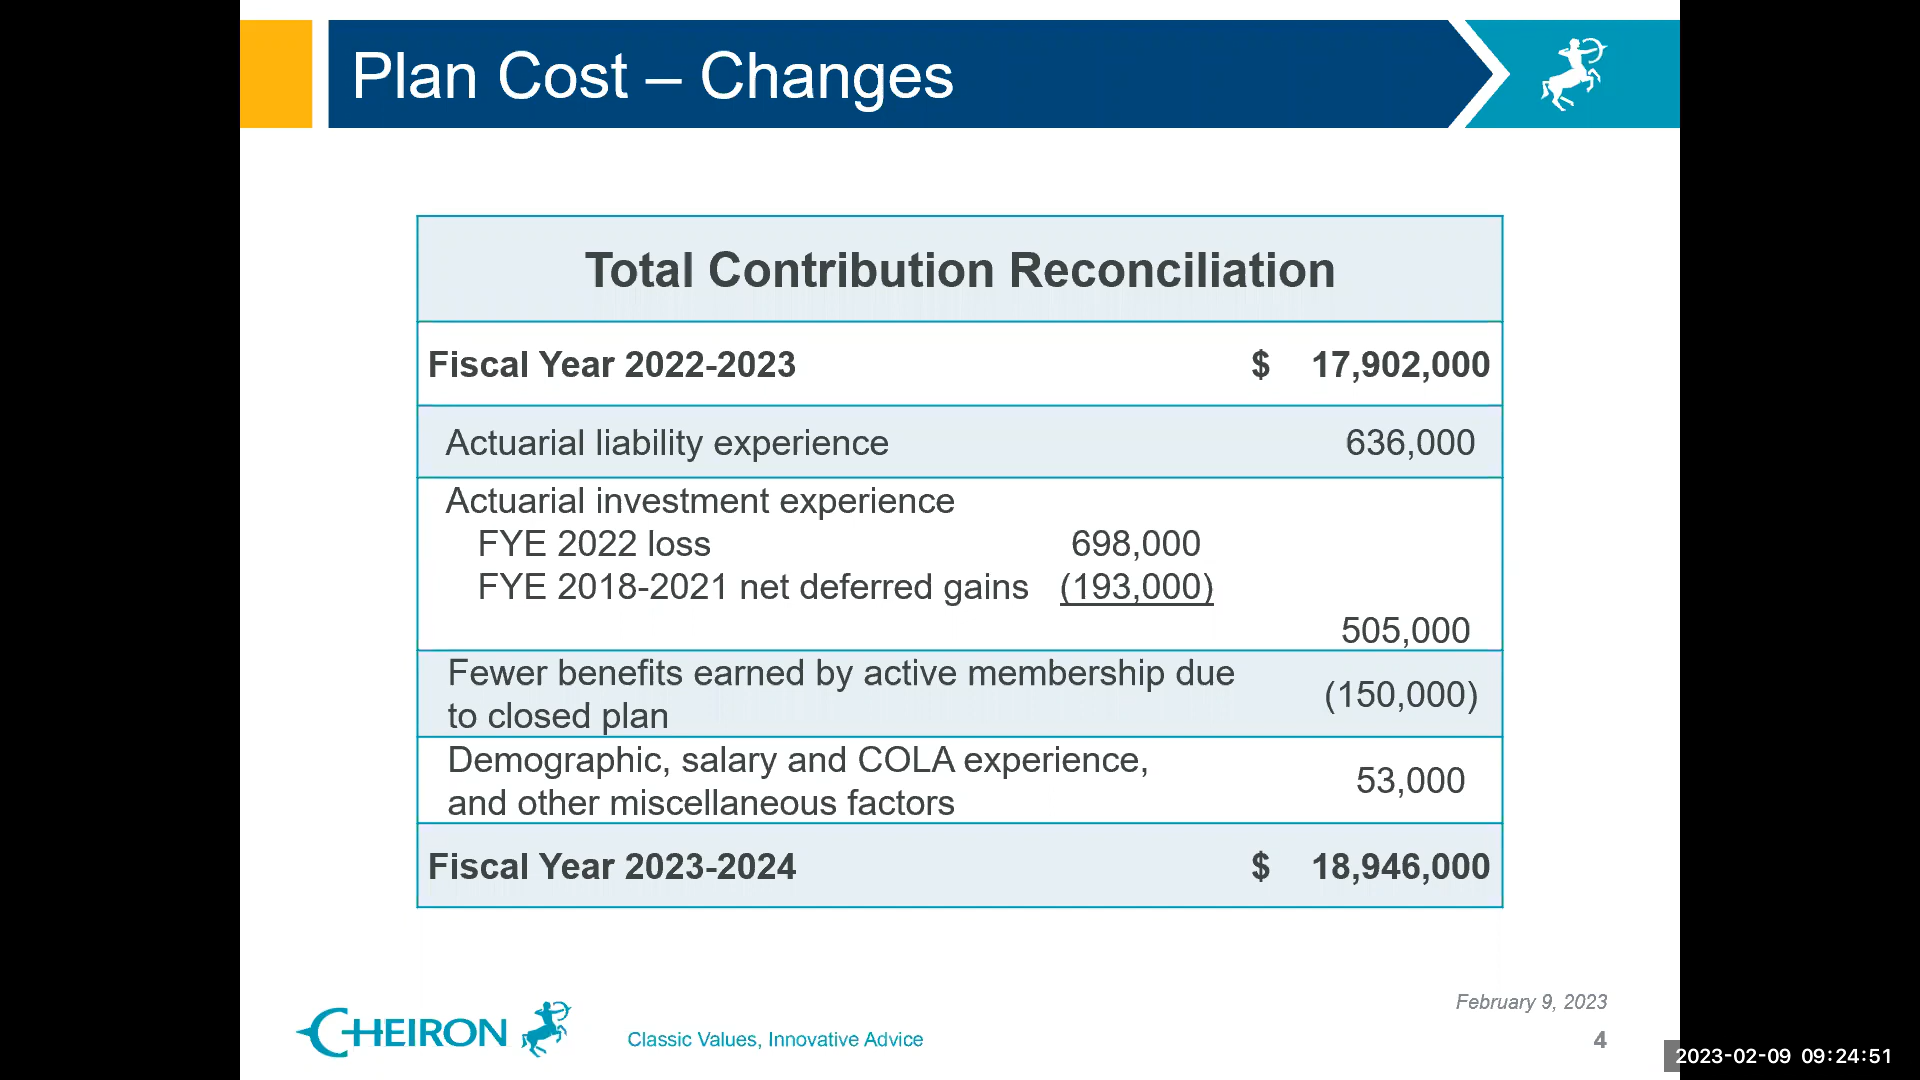 Plan Cost – Changes
Total Contribution Reconciliation
Fiscal Year 2022-2023 $ 17,902,000
Actuarial liability experience 636,000
Actuarial investment experience
FYE 2022 loss 698,000
FYE 2018-2021 net deferred gains (193,000)
505,000
Fewer benefits earned by active membership due
to closed plan (150,000)
Demographic, salary and COLA experience,
and other miscellaneous factors 53,000
Fiscal Year 2023-2024 $ 18,946,000
February 9, 2023
CHEIRON Classic Values, Innovative Advice 4
2023-02-09 09:24:51